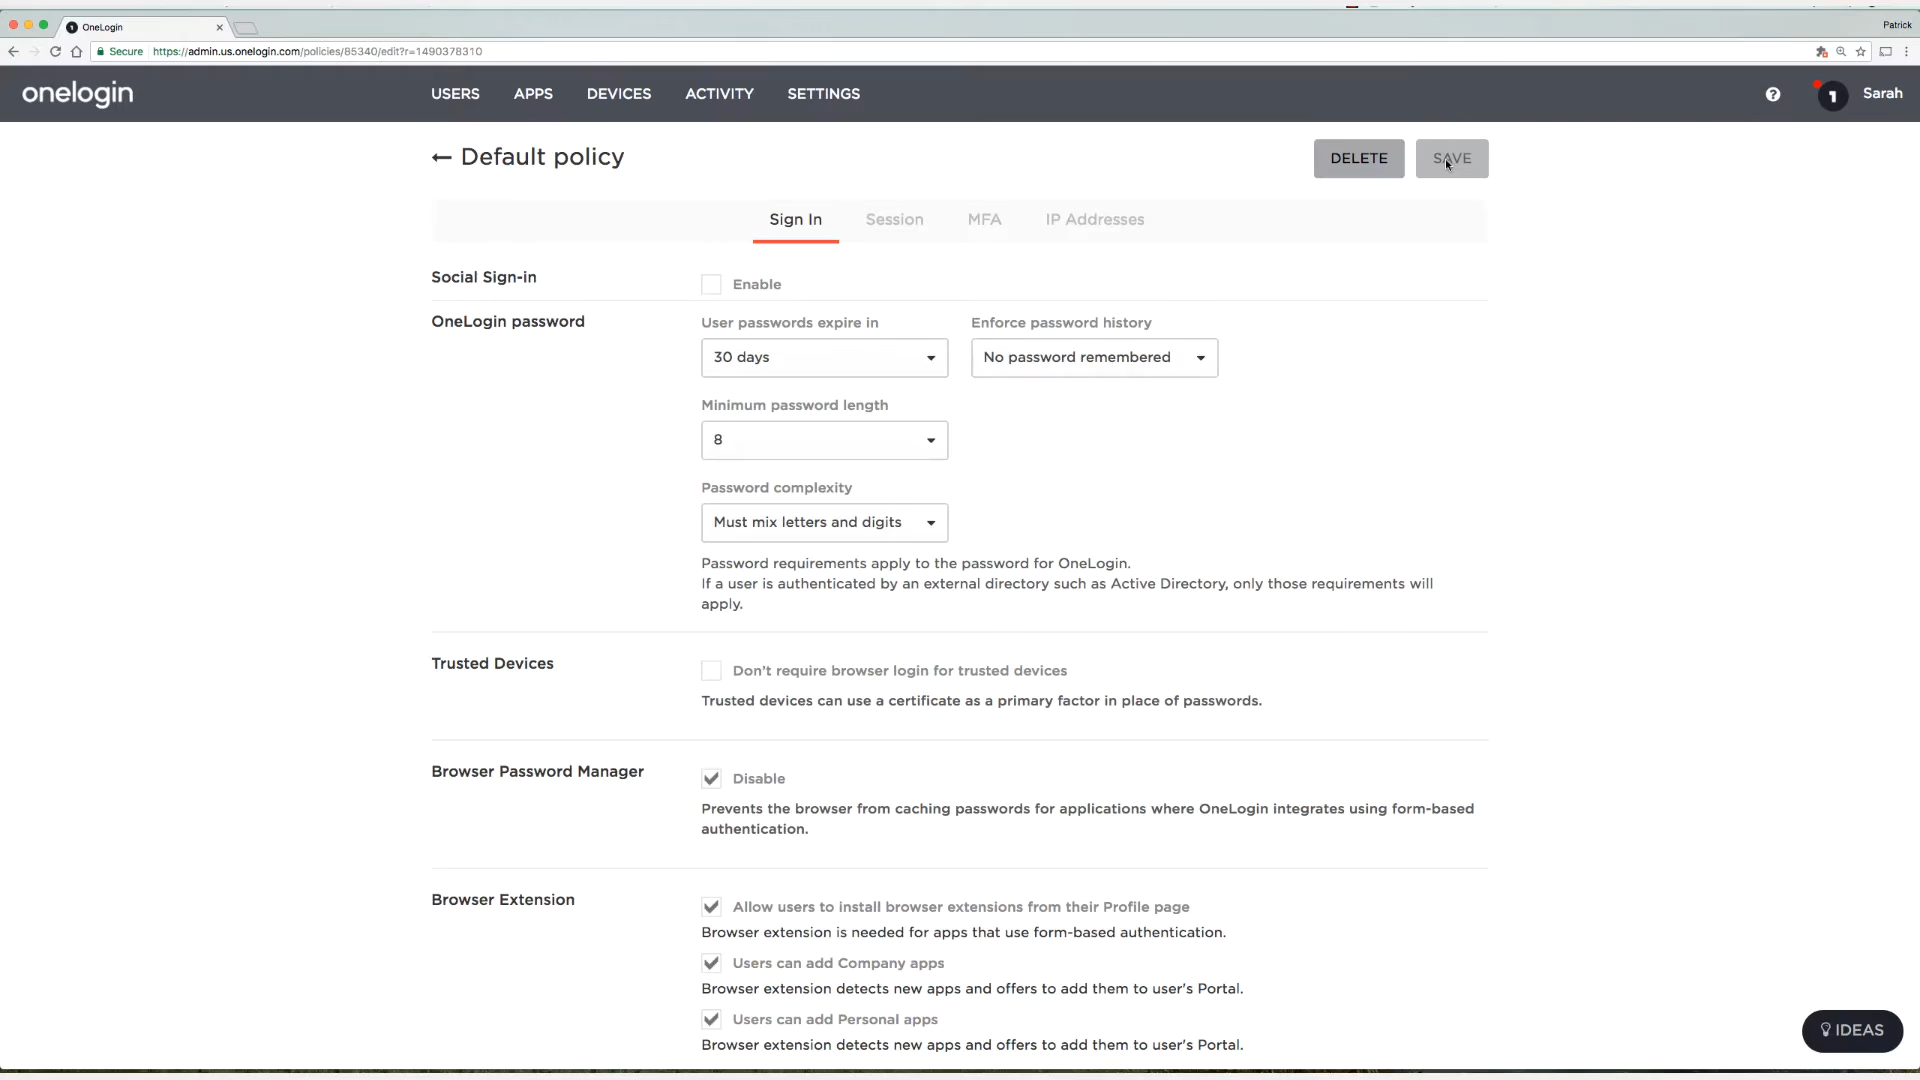 OneLogin
Patrick
Secure https://admin.us.onelogin.com/policies/85340/edit?r=1490378310
onelogin USERS APPS DEVICES ACTIVITY SETTINGS ? 1 Sarah
Default policy DELETE SAVE
Sign In Session MFA IP Addresses
Social Sign-in Enable
OneLogin password User passwords expire in Enforce password history
30 days No password remembered
Minimum password length
8
Password complexity
Must mix letters and digits
Password requirements apply to the password for OneLogin.
If a user is authenticated by an external directory such as Active Directory, only those requirements will
apply.
Trusted Devices Don't require browser login for trusted devices
Trusted devices can use a certificate as a primary factor in place of passwords.
Browser Password Manager Disable
Prevents the browser from caching passwords for applications where OneLogin integrates using form-based
authentication.
Browser Extension Allow users to install browser extensions from their Profile page
Browser extension is needed for apps that use form-based authentication.
Users can add Company apps
Browser extension detects new apps and offers to add them to user's Portal.
Users can add Personal apps
Browser extension detects new apps and offers to add them to user's Portal.
IDEAS